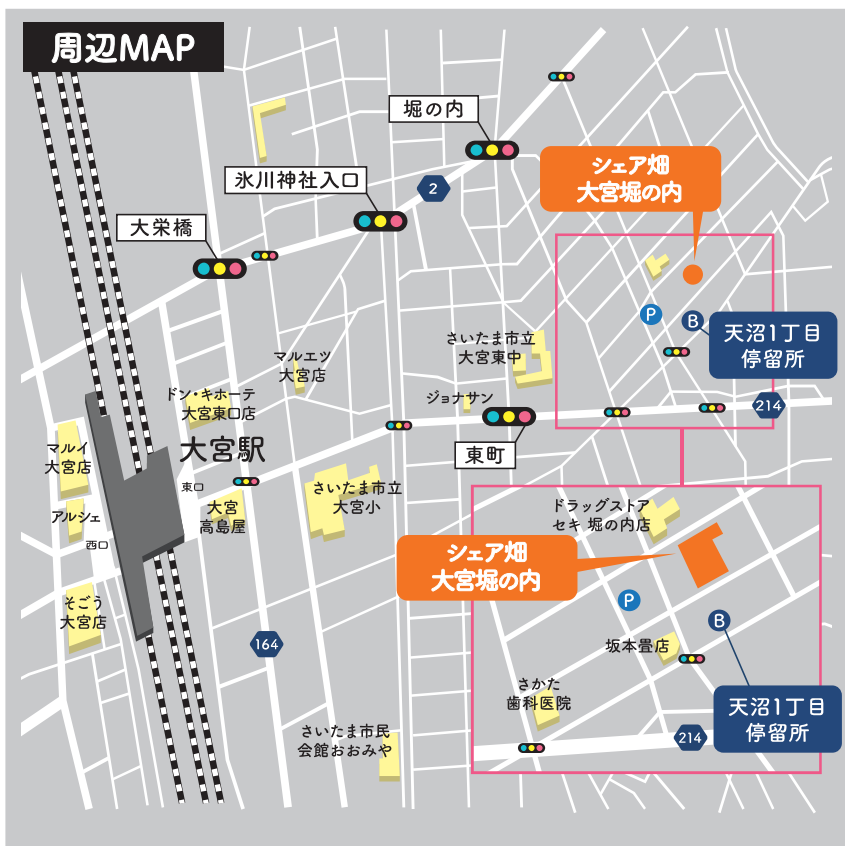 周辺MAP
堀の内
シェア畑
大宮堀の内
氷川神社入口
2
大栄橋
P
B
天沼1丁目
停留所
さいたま市立
大宮東中
マルエツ
大宮店
ドン・キホーテ
大宮東口店
ジョナサン
214
東町
大宮駅
マルイ
大宮店
東口
さいたま市立
大宮小
大宮
高島屋
アルシェ
西口
ドラッグストア
セキ 堀の内店
シェア畑
大宮堀の内
そごう
大宮店
P
B
164
坂本畳店
さかた
歯科医院
天沼1丁目
停留所
214
さいたま市民
会館おおみや